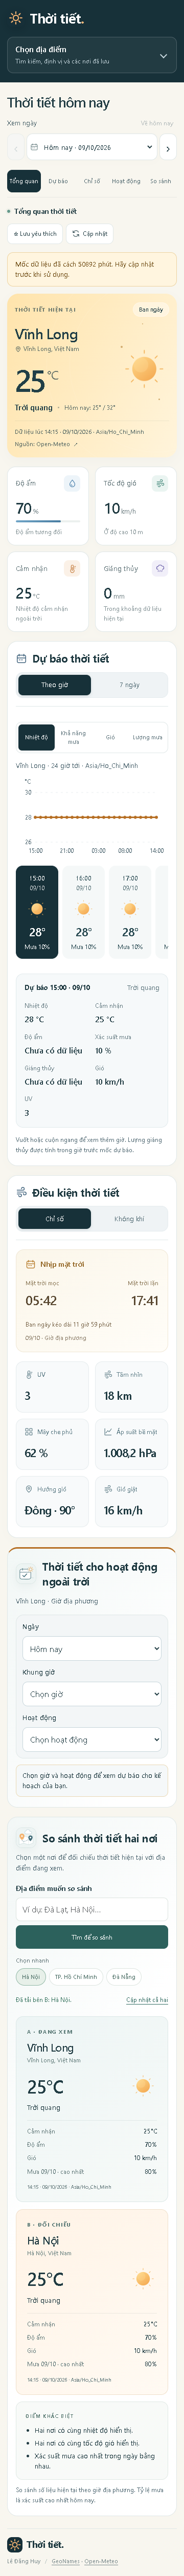 Thời tiết.
Chọn địa điểm
Tìm kiếm, định vị và các nơi đã lưu
Thời tiết hôm nay
Xem ngày
Về hôm nay
Hôm nay · 09/10/2026
Tổng quan
Dự báo
Chỉ số
Hoạt động
So sánh
Tổng quan thời tiết
Lưu yêu thích
Cập nhật
Mốc dữ liệu đã cách 50892 phút. Hãy cập nhật
trước khi sử dụng.
THỜI TIẾT HIỆN TẠI
Ban ngày
Vĩnh Long
Vĩnh Long, Việt Nam
25°C
Trời quang · Hôm nay: 25° / 32°
Dữ liệu lúc 14:15 · 09/10/2026 · Asia/Ho_Chi_Minh
Nguồn: Open-Meteo ↗
Độ ẩm
70%
Độ ẩm tương đối
Tốc độ gió
10 km/h
Ở độ cao 10 m
Cảm nhận
25°C
Nhiệt độ cảm nhận
ngoài trời
Giáng thủy
0 mm
Trong khoảng dữ liệu
hiện tại
Dự báo thời tiết
Theo giờ
7 ngày
Nhiệt độ
Khả năng
mưa
Gió
Lượng mưa
Vĩnh Long · 24 giờ tới · Asia/Ho_Chi_Minh
°C
30
28
26
15:00
21:00
03:00
09:00
14:00
15:00
09/10
28°
Mưa 10%
16:00
09/10
28°
Mưa 10%
17:00
09/10
28°
Mưa 10%
M
Dự báo 15:00 · 09/10
Trời quang
Nhiệt độ
28 °C
Cảm nhận
25 °C
Độ ẩm
Chưa có dữ liệu
Xác suất mưa
10 %
Giáng thủy
Chưa có dữ liệu
Gió
10 km/h
UV
3
Vuốt hoặc cuộn ngang để xem thêm giờ. Lượng giáng
thủy được tính trong giờ trước mốc dự báo.
Điều kiện thời tiết
Chỉ số
Không khí
Nhịp mặt trời
Mặt trời mọc
05:42
Mặt trời lặn
17:41
Ban ngày kéo dài 11 giờ 59 phút
09/10 · Giờ địa phương
UV
3
Tầm nhìn
18 km
Mây che phủ
62 %
Áp suất bề mặt
1.008,2 hPa
Hướng gió
Đông · 90°
Gió giật
16 km/h
Thời tiết cho hoạt động
ngoài trời
Vĩnh Long · Giờ địa phương
Ngày
Hôm nay
Khung giờ
Chọn giờ
Hoạt động
Chọn hoạt động
Chọn giờ và hoạt động để xem dự báo cho kế
hoạch của bạn.
So sánh thời tiết hai nơi
Chọn một nơi để đối chiếu thời tiết hiện tại với địa
điểm đang xem.
Địa điểm muốn so sánh
Ví dụ: Đà Lạt, Hà Nội...
Tìm để so sánh
Chọn nhanh
Hà Nội
TP. Hồ Chí Minh
Đà Nẵng
Đã tải bên B: Hà Nội.
Cập nhật cả hai
A · ĐANG XEM
Vĩnh Long
Vĩnh Long, Việt Nam
25°C
Trời quang
Cảm nhận 25°C
Độ ẩm 70%
Gió 10 km/h
Mưa 09/10 · cao nhất 80%
14:15 · 09/10/2026 · Asia/Ho_Chi_Minh
B · ĐỐI CHIẾU
Hà Nội
Hà Nội, Việt Nam
25°C
Trời quang
Cảm nhận 25°C
Độ ẩm 70%
Gió 10 km/h
Mưa 09/10 · cao nhất 80%
14:15 · 09/10/2026 · Asia/Ho_Chi_Minh
ĐIỂM KHÁC BIỆT
Hai nơi có cùng nhiệt độ hiển thị.
Hai nơi có cùng tốc độ gió hiển thị.
Xác suất mưa cao nhất trong ngày bằng
nhau.
So sánh số liệu hiện tại theo giờ địa phương. Tỷ lệ mưa
là xác suất cao nhất hôm nay.
Thời tiết.
Lê Đăng Huy / GeoNames · Open-Meteo